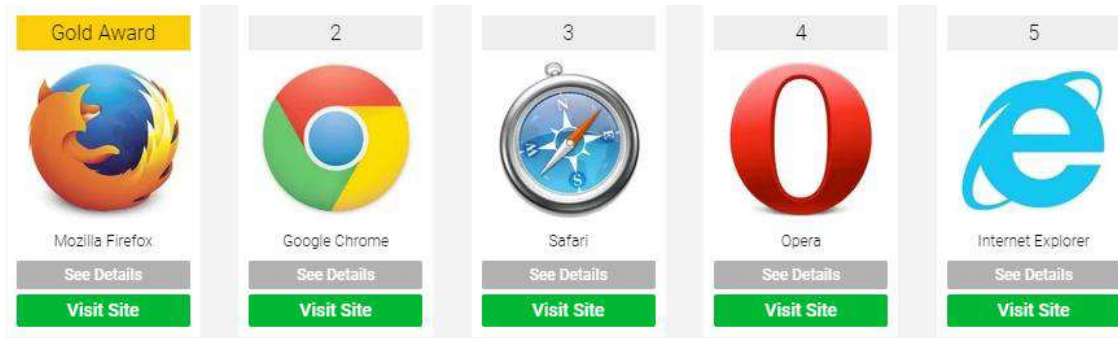 Gold Award
2
3
4
5
N
E
S
W
Mozilla Firefox
Google Chrome
Safari
Opera
Internet Explorer
See Details
See Details
See Details
See Details
See Details
Visit Site
Visit Site
Visit Site
Visit Site
Visit Site